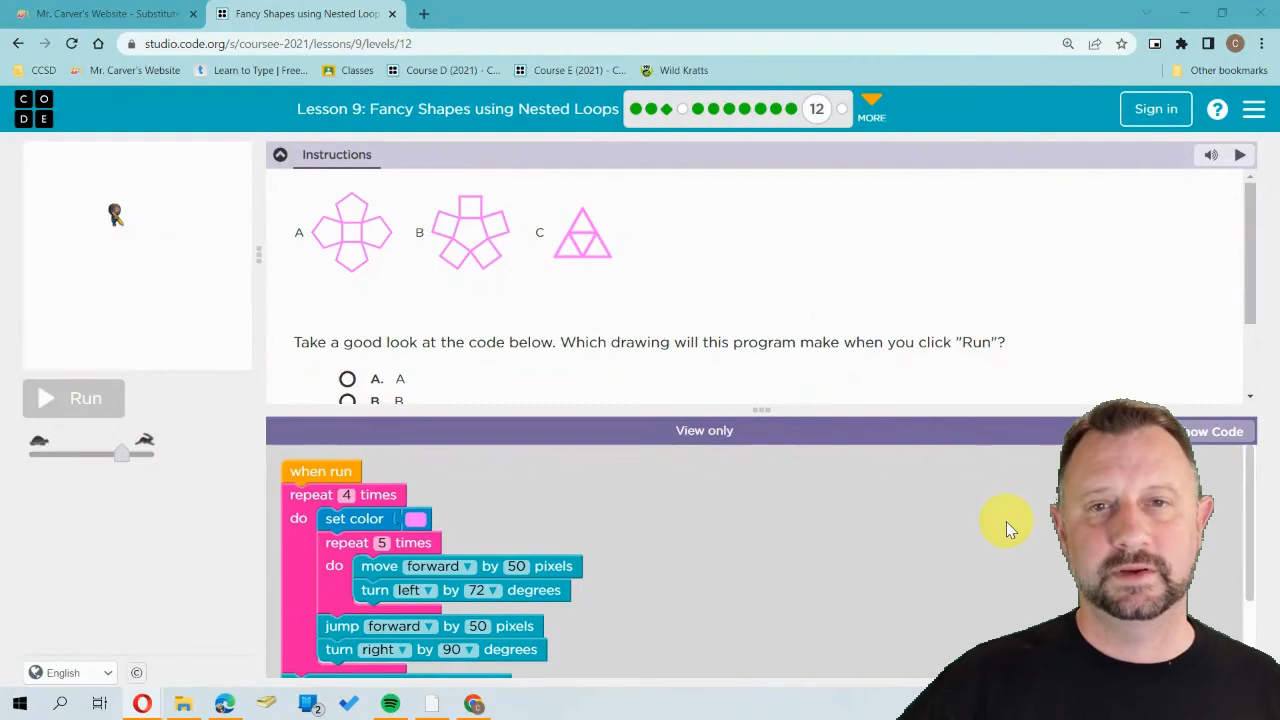 Mr. Carver's Website - Substitute
Fancy Shapes using Nested Loop
studio.code.org/s/coursee-2021/lessons/9/levels/12
CCSD
Mr. Carver's Website
Learn to Type | Free...
Classes
Course D (2021) - C...
Course E (2021) - C...
Wild Kratts
Other bookmarks
C O
D E
Lesson 9: Fancy Shapes using Nested Loops
12
MORE
Sign in
?
Instructions
A
B
C
Take a good look at the code below. Which drawing will this program make when you click "Run"?
A. A
B. B
Run
View only
how Code
when run
repeat 4 times
do set color
repeat 5 times
do move forward by 50 pixels
turn left by 72 degrees
jump forward by 50 pixels
turn right by 90 degrees
English
©
2